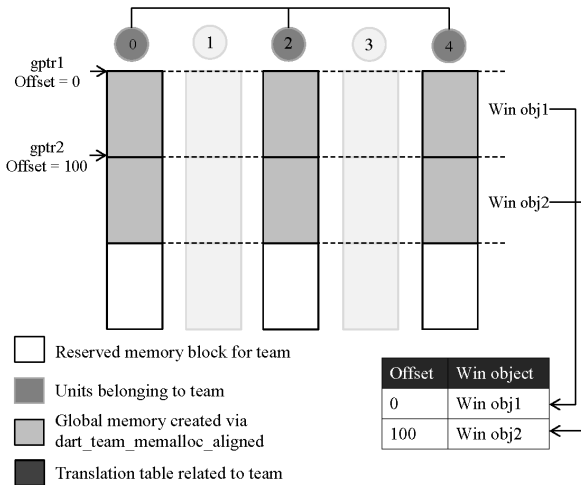 0 1 2 3 4
gptr1
Offset = 0
Win obj1
gptr2
Offset = 100
Win obj2
Reserved memory block for team
Units belonging to team
Global memory created via
dart_team_memalloc_aligned
Translation table related to team
Offset Win object
0 Win obj1
100 Win obj2